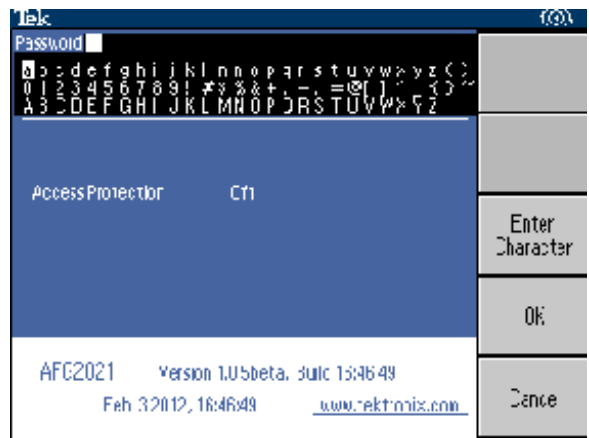 Tek
Password
a b c d e f g h i j k l m n o p q r s t u v w x y z ( )
0 1 2 3 4 5 6 7 8 9 ! # $ % & + , - . = @ [ ] ^ _ { } ~
A B C D E F G H I J K L M N O P Q R S T U V W X Y Z
Access Protection Off
Enter
Character
OK
AFG2021 Version 1.0.5beta, Build 16:46:49
Feb 3 2012, 16:46:49 www.tektronix.com
Cancel